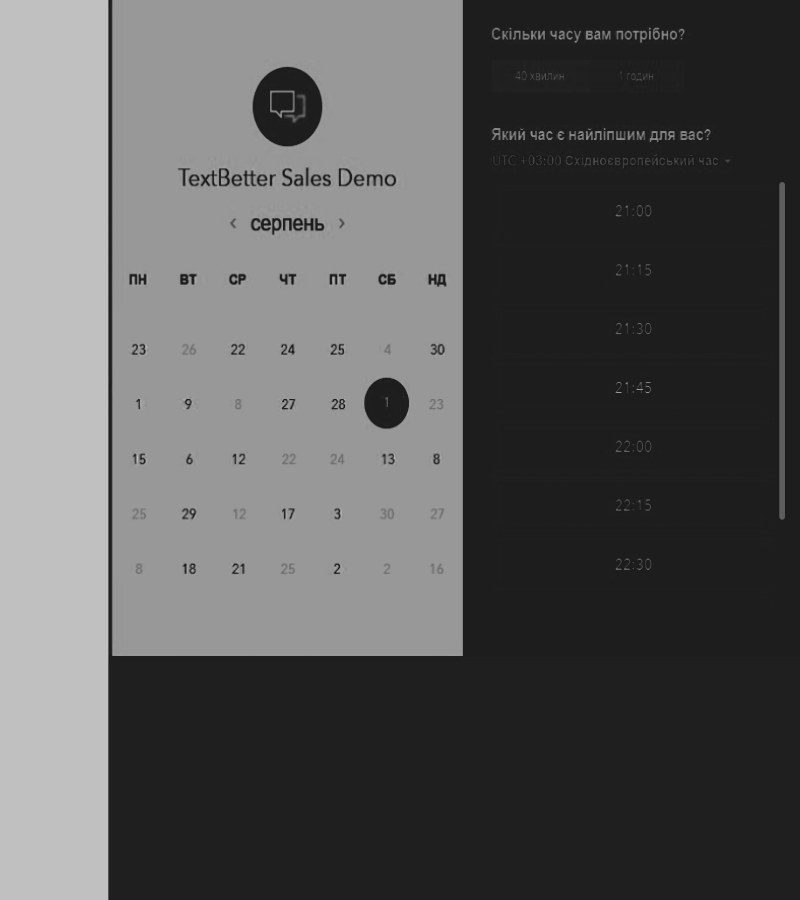 TextBetter Sales Demo
< серпень >
ПН ВТ СР ЧТ ПТ СБ НД
23 26 22 24 25 4 30
1 9 8 27 28 1 23
15 6 12 22 24 13 8
25 29 12 17 3 30 27
8 18 21 25 2 2 16
Скільки часу вам потрібно?
40 хвилин 1 годин
Який час є найліпшим для вас?
UTC +03:00 Східноєвропейський час
21:00
21:15
21:30
21:45
22:00
22:15
22:30